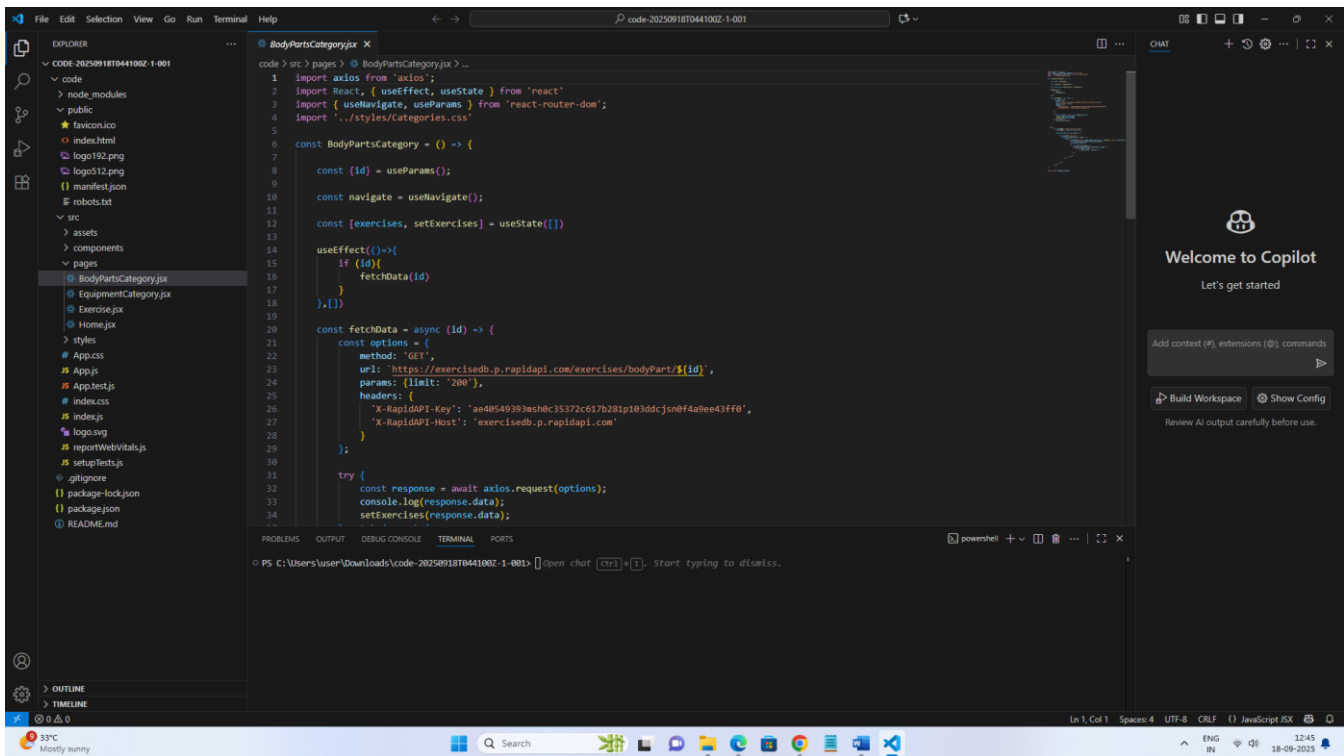 File Edit Selection View Go Run Terminal Help
code-20250918T044100Z-1-001
EXPLORER
CODE-20250918T044100Z-1-001
code
node_modules
public
favicon.ico
index.html
logo192.png
logo512.png
manifest.json
robots.txt
src
assets
components
pages
BodyPartsCategory.jsx
EquipmentCategory.jsx
Exercise.jsx
Home.jsx
styles
App.css
App.js
App.test.js
index.css
index.js
logo.svg
reportWebVitals.js
setupTests.js
.gitignore
package-lock.json
package.json
README.md
OUTLINE
TIMELINE
BodyPartsCategory.jsx
code > src > pages > BodyPartsCategory.jsx > ...
1 import axios from 'axios';
2 import React, { useEffect, useState } from 'react'
3 import { useNavigate, useParams } from 'react-router-dom';
4 import '../styles/Categories.css'
5
6 const BodyPartsCategory = () => {
7
8 const {id} = useParams();
9
10 const navigate = useNavigate();
11
12 const [exercises, setExercises] = useState([])
13
14 useEffect(()=>{
15 if (id){
16 fetchData(id)
17 }
18 },[])
19
20 const fetchData = async (id) => {
21 const options = {
22 method: 'GET',
23 url: `https://exercisedb.p.rapidapi.com/exercises/bodyPart/${id}`,
24 params: {limit: '200'},
25 headers: {
26 'X-RapidAPI-Key': 'ae40549393msh0c35372c617b281p103ddcjsn0f4a9ee43ff0',
27 'X-RapidAPI-Host': 'exercisedb.p.rapidapi.com'
28 }
29 };
30
31 try {
32 const response = await axios.request(options);
33 console.log(response.data);
34 setExercises(response.data);
PROBLEMS OUTPUT DEBUG CONSOLE TERMINAL PORTS
powershell
PS C:\Users\user\Downloads\code-20250918T044100Z-1-001> Open chat Ctrl+I. Start typing to dismiss.
CHAT
Welcome to Copilot
Let's get started
Add context (#), extensions (@), commands
Build Workspace Show Config
Review AI output carefully before use.
0 0
Ln 1, Col 1 Spaces: 4 UTF-8 CRLF {} JavaScript JSX
9
33°C
Mostly sunny
Search
ENG
IN
12:45
18-09-2025